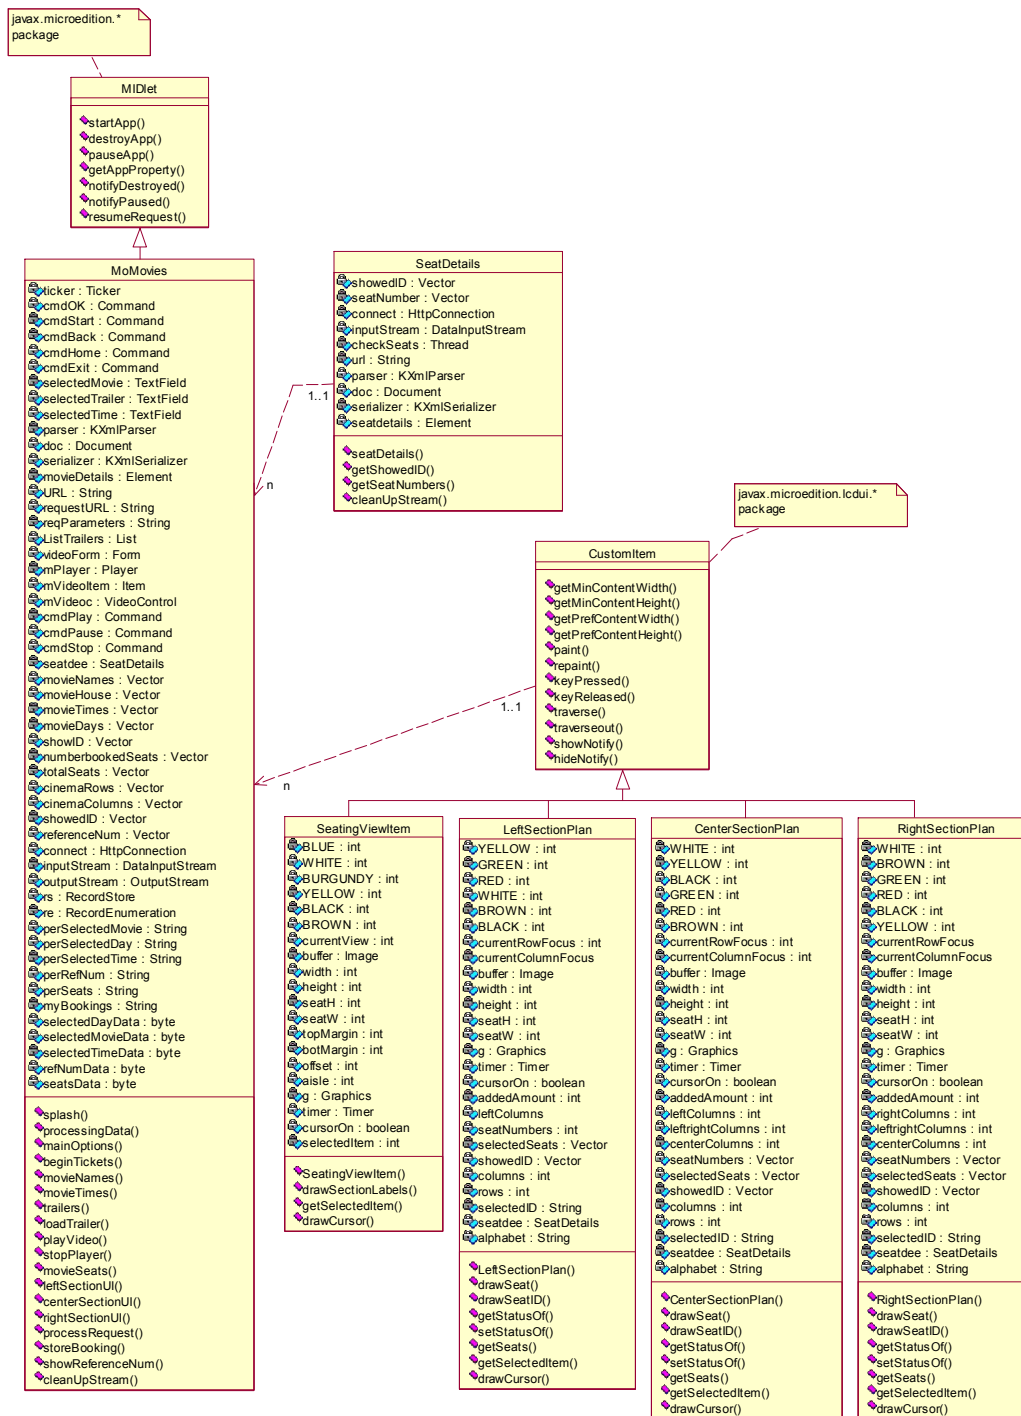 javax.microedition.*
package
MIDlet
startApp()
destroyApp()
pauseApp()
getAppProperty()
notifyDestroyed()
notifyPaused()
resumeRequest()
MoMovies
ticker : Ticker
cmdOK : Command
cmdStart : Command
cmdBack : Command
cmdHome : Command
cmdExit : Command
selectedMovie : TextField
selectedTrailer : TextField
selectedTime : TextField
parser : KXmlParser
doc : Document
serializer : KXmlSerializer
movieDetails : Element
URL : String
requestURL : String
reqParameters : String
ListTrailers : List
videoForm : Form
mPlayer : Player
mVideoItem : Item
mVideoc : VideoControl
cmdPlay : Command
cmdPause : Command
cmdStop : Command
seatdee : SeatDetails
movieNames : Vector
movieHouse : Vector
movieTimes : Vector
movieDays : Vector
showID : Vector
numberbookedSeats : Vector
totalSeats : Vector
cinemaRows : Vector
cinemaColumns : Vector
showedID : Vector
referenceNum : Vector
connect : HttpConnection
inputStream : DataInputStream
outputStream : OutputStream
rs : RecordStore
re : RecordEnumeration
perSelectedMovie : String
perSelectedDay : String
perSelectedTime : String
perRefNum : String
perSeats : String
myBookings : String
selectedDayData : byte
selectedMovieData : byte
selectedTimeData : byte
refNumData : byte
seatsData : byte
splash()
processingData()
mainOptions()
beginTickets()
movieNames()
movieTimes()
trailers()
loadTrailer()
playVideo()
stopPlayer()
movieSeats()
leftSectionUI()
centerSectionUI()
rightSectionUI()
processRequest()
storeBooking()
showReferenceNum()
cleanUpStream()
SeatDetails
showedID : Vector
seatNumber : Vector
connect : HttpConnection
inputStream : DataInputStream
checkSeats : Thread
url : String
parser : KXmlParser
doc : Document
serializer : KXmlSerializer
seatdetails : Element
seatDetails()
getShowedID()
getSeatNumbers()
cleanUpStream()
1..1
n
javax.microedition.lcdui.*
package
CustomItem
getMinContentWidth()
getMinContentHeight()
getPrefContentWidth()
getPrefContentHeight()
paint()
repaint()
keyPressed()
keyReleased()
traverse()
traverseout()
showNotify()
hideNotify()
1..1
n
SeatingViewItem
BLUE : int
WHITE : int
BURGUNDY : int
YELLOW : int
BLACK : int
BROWN : int
currentView : int
buffer : Image
width : int
height : int
seatH : int
seatW : int
topMargin : int
botMargin : int
offset : int
aisle : int
g : Graphics
timer : Timer
cursorOn : boolean
selectedItem : int
SeatingViewItem()
drawSectionLabels()
getSelectedItem()
drawCursor()
LeftSectionPlan
YELLOW : int
GREEN : int
RED : int
WHITE : int
BROWN : int
BLACK : int
currentRowFocus : int
currentColumnFocus
buffer : Image
width : int
height : int
seatH : int
seatW : int
g : Graphics
timer : Timer
cursorOn : boolean
addedAmount : int
leftColumns
seatNumbers : int
selectedSeats : Vector
showedID : Vector
columns : int
rows : int
selectedID : String
seatdee : SeatDetails
alphabet : String
LeftSectionPlan()
drawSeat()
drawSeatID()
getStatusOf()
setStatusOf()
getSeats()
getSelectedItem()
drawCursor()
CenterSectionPlan
WHITE : int
YELLOW : int
BLACK : int
GREEN : int
RED : int
BROWN : int
currentRowFocus : int
currentColumnFocus : int
buffer : Image
width : int
height : int
seatH : int
seatW : int
g : Graphics
timer : Timer
cursorOn : boolean
addedAmount : int
leftColumns : int
leftrightColumns : int
centerColumns : int
seatNumbers : Vector
selectedSeats : Vector
showedID : Vector
columns : int
rows : int
selectedID : String
seatdee : SeatDetails
alphabet : String
CenterSectionPlan()
drawSeat()
drawSeatID()
getStatusOf()
setStatusOf()
getSeats()
getSelectedItem()
drawCursor()
RightSectionPlan
WHITE : int
BROWN : int
GREEN : int
RED : int
BLACK : int
YELLOW : int
currentRowFocus
currentColumnFocus
buffer : Image
width : int
height : int
seatH : int
seatW : int
g : Graphics
timer : Timer
cursorOn : boolean
addedAmount : int
rightColumns : int
leftrightColumns : int
centerColumns : int
seatNumbers : Vector
selectedSeats : Vector
showedID : Vector
columns : int
rows : int
selectedID : String
seatdee : SeatDetails
alphabet : String
RightSectionPlan()
drawSeat()
drawSeatID()
getStatusOf()
setStatusOf()
getSeats()
getSelectedItem()
drawCursor()